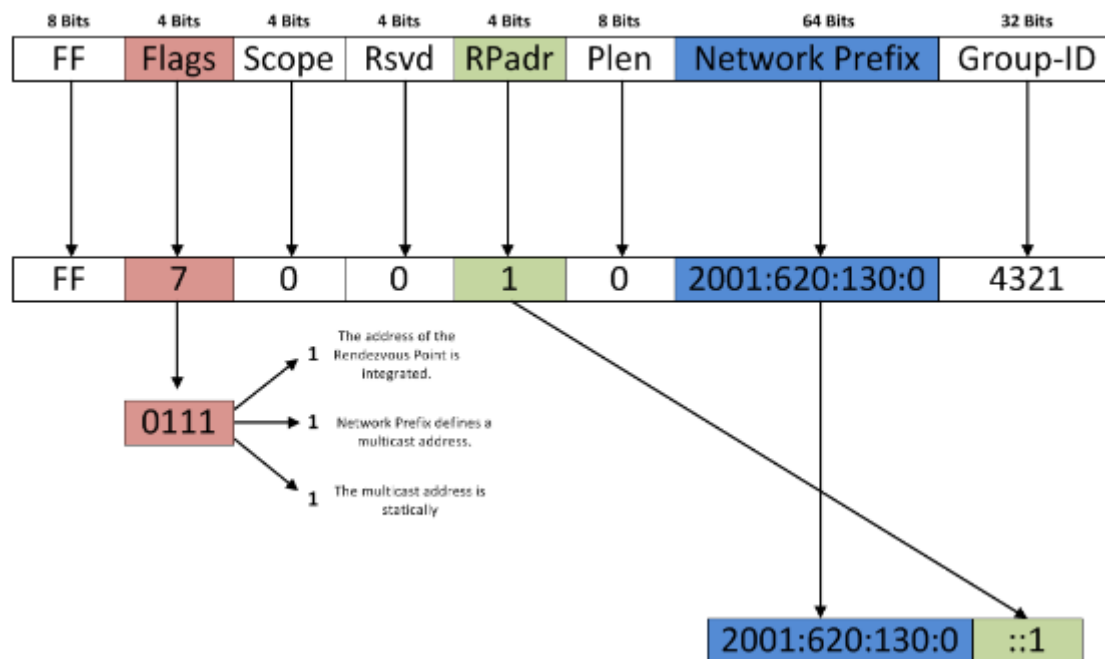 8 Bits 4 Bits 4 Bits 4 Bits 4 Bits 8 Bits 64 Bits 32 Bits
FF Flags Scope Rsvd RPadr Plen Network Prefix Group-ID
FF 7 0 0 1 0 2001:620:130:0 4321
The address of the
1 Rendezvous Point is
integrated.
0111
1 Network Prefix defines a
multicast address.
1 The multicast address is
statically
2001:620:130:0 ::1